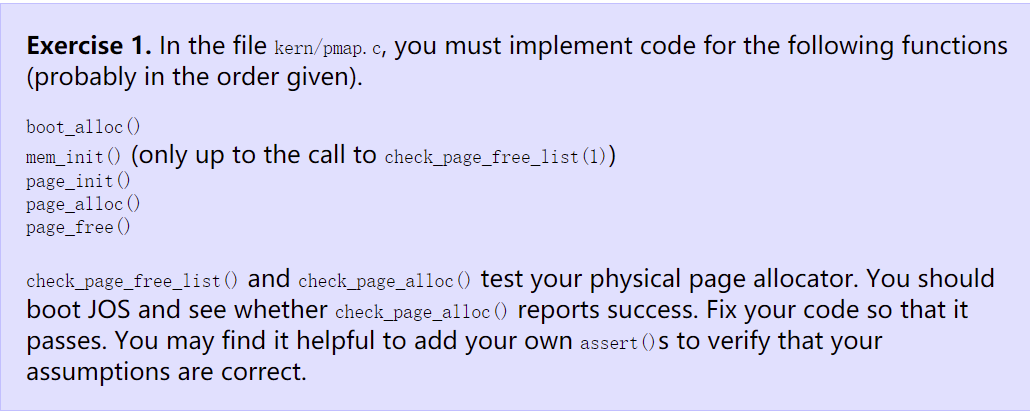 Exercise 1. In the file kern/pmap.c, you must implement code for the following functions
(probably in the order given).
boot_alloc()
mem_init() (only up to the call to check_page_free_list(1))
page_init()
page_alloc()
page_free()
check_page_free_list() and check_page_alloc() test your physical page allocator. You should
boot JOS and see whether check_page_alloc() reports success. Fix your code so that it
passes. You may find it helpful to add your own assert()s to verify that your
assumptions are correct.